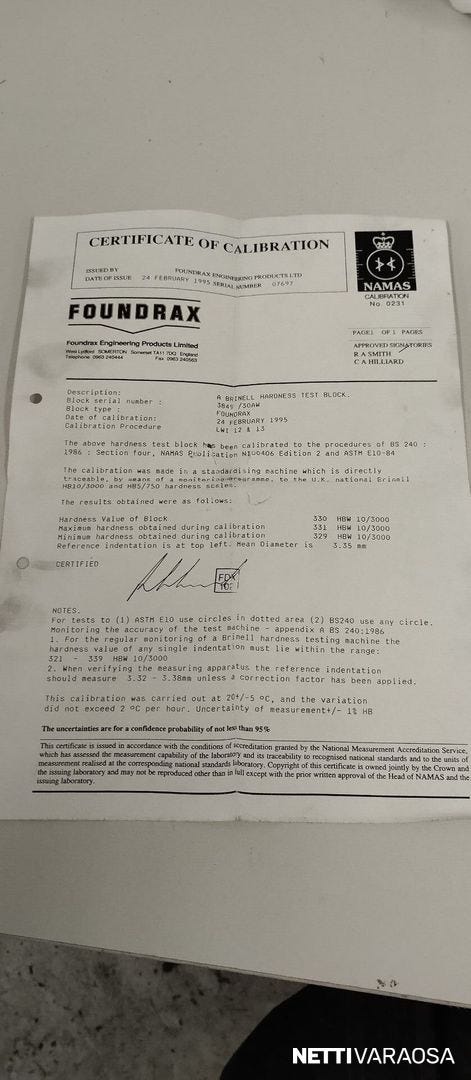 CERTIFICATE OF CALIBRATION
ISSUED BY FOUNDRAX ENGINEERING PRODUCTS LTD
DATE OF ISSUE 24 FEBRUARY 1995 SERIAL NUMBER 07697
NAMAS
CALIBRATION
No. 0231
FOUNDRAX
Foundrax Engineering Products Limited
West Lydford SOMERTON Somerset TA11 7DQ England
Telephone 0963 240444 Fax 0963 240563
PAGE1 OF 1 PAGES
APPROVED SIGNATORIES
R A SMITH
C A HILLIARD
Description: A BRINELL HARDNESS TEST BLOCK.
Block serial number : 3849 /30AW
Block type : FOUNDRAX
Date of calibration: 24 FEBRUARY 1995
Calibration Procedure LWI 12 & 13
The above hardness test block has been calibrated to the procedures of BS 240 :
1986 : Section four, NAMAS Publication Edition 2 and ASTM E10-84
The calibration was made in a standardising machine which is directly
traceable, by means of a monitoring programme, to the U.K. national Brinell
HB10/3000 and HB5/750 hardness scales.
The results obtained were as follows:
Hardness Value of Block 330 HBW 10/3000
Maximum hardness obtained during calibration 331 HBW 10/3000
Minimum hardness obtained during calibration 329 HBW 10/3000
Reference indentation is at top left. Mean Diameter is 3.35 mm
CERTIFIED
FDX
NOTES.
For tests to (1) ASTM E10 use circles in dotted area (2) BS240 use any circle.
Monitoring the accuracy of the test machine - appendix A BS 240:1986
1. For the regular monitoring of a Brinell hardness testing machine the
hardness value of any single indentation must lie within the range:
321 - 339 HBW 10/3000
2. When verifying the measuring apparatus the reference indentation
should measure 3.32 - 3.38mm unless a correction factor has been applied.
This calibration was carried out at 20+/-5 ºC, and the variation
did not exceed 2 ºC per hour. Uncertainty of measurement+/- 1% HB
The uncertainties are for a confidence probability of not less than 95%
This certificate is issued in accordance with the conditions of accreditation granted by the National Measurement Accreditation Service,
which has assessed the measurement capability of the laboratory and its traceability to recognised national standards and to the units of
measurement realised at the corresponding national standards laboratory. Copyright of this certificate is owned jointly by the Crown and
the issuing laboratory and may not be reproduced other than in full except with the prior written approval of the Head of NAMAS and the
issuing laboratory.
NETTIVARAOSA